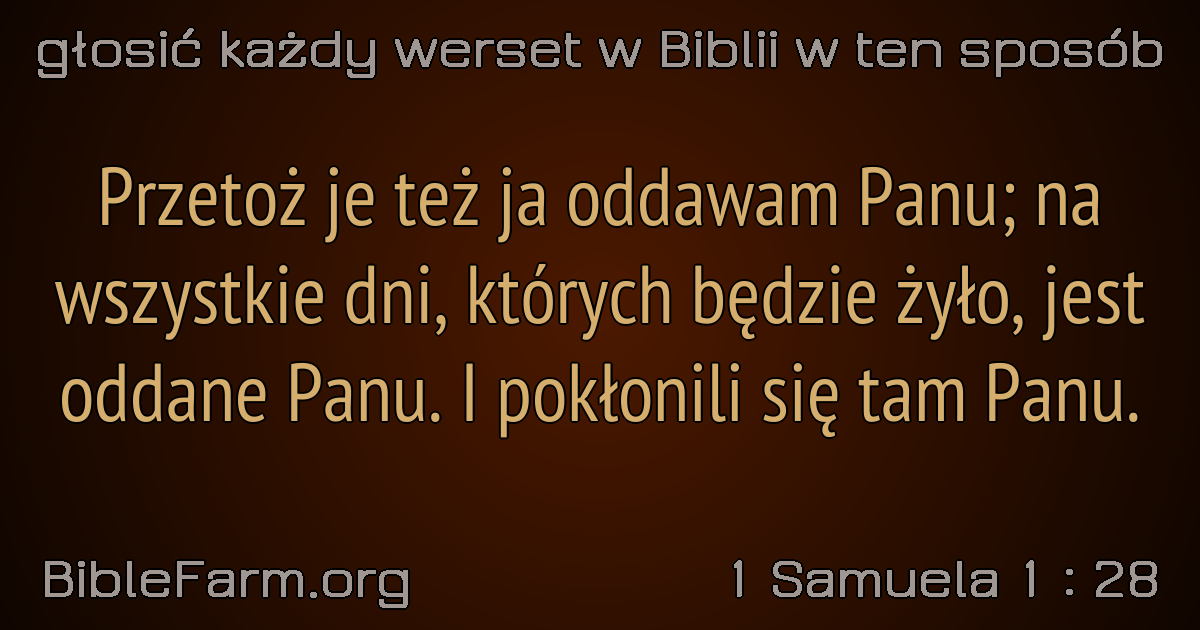 głosić każdy werset w Biblii w ten sposób
Przetoż je też ja oddawam Panu; na
wszystkie dni, których będzie żyło, jest
oddane Panu. I pokłonili się tam Panu.
BibleFarm.org
1 Samuela 1 : 28